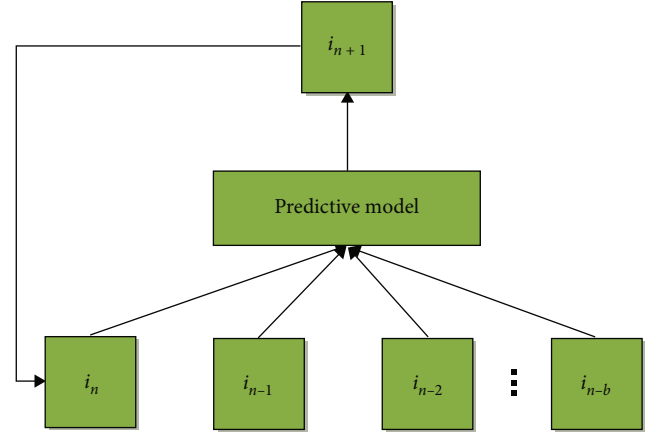 i_{n+1}
Predictive model
i_n
i_{n-1}
i_{n-2}
i_{n-b}